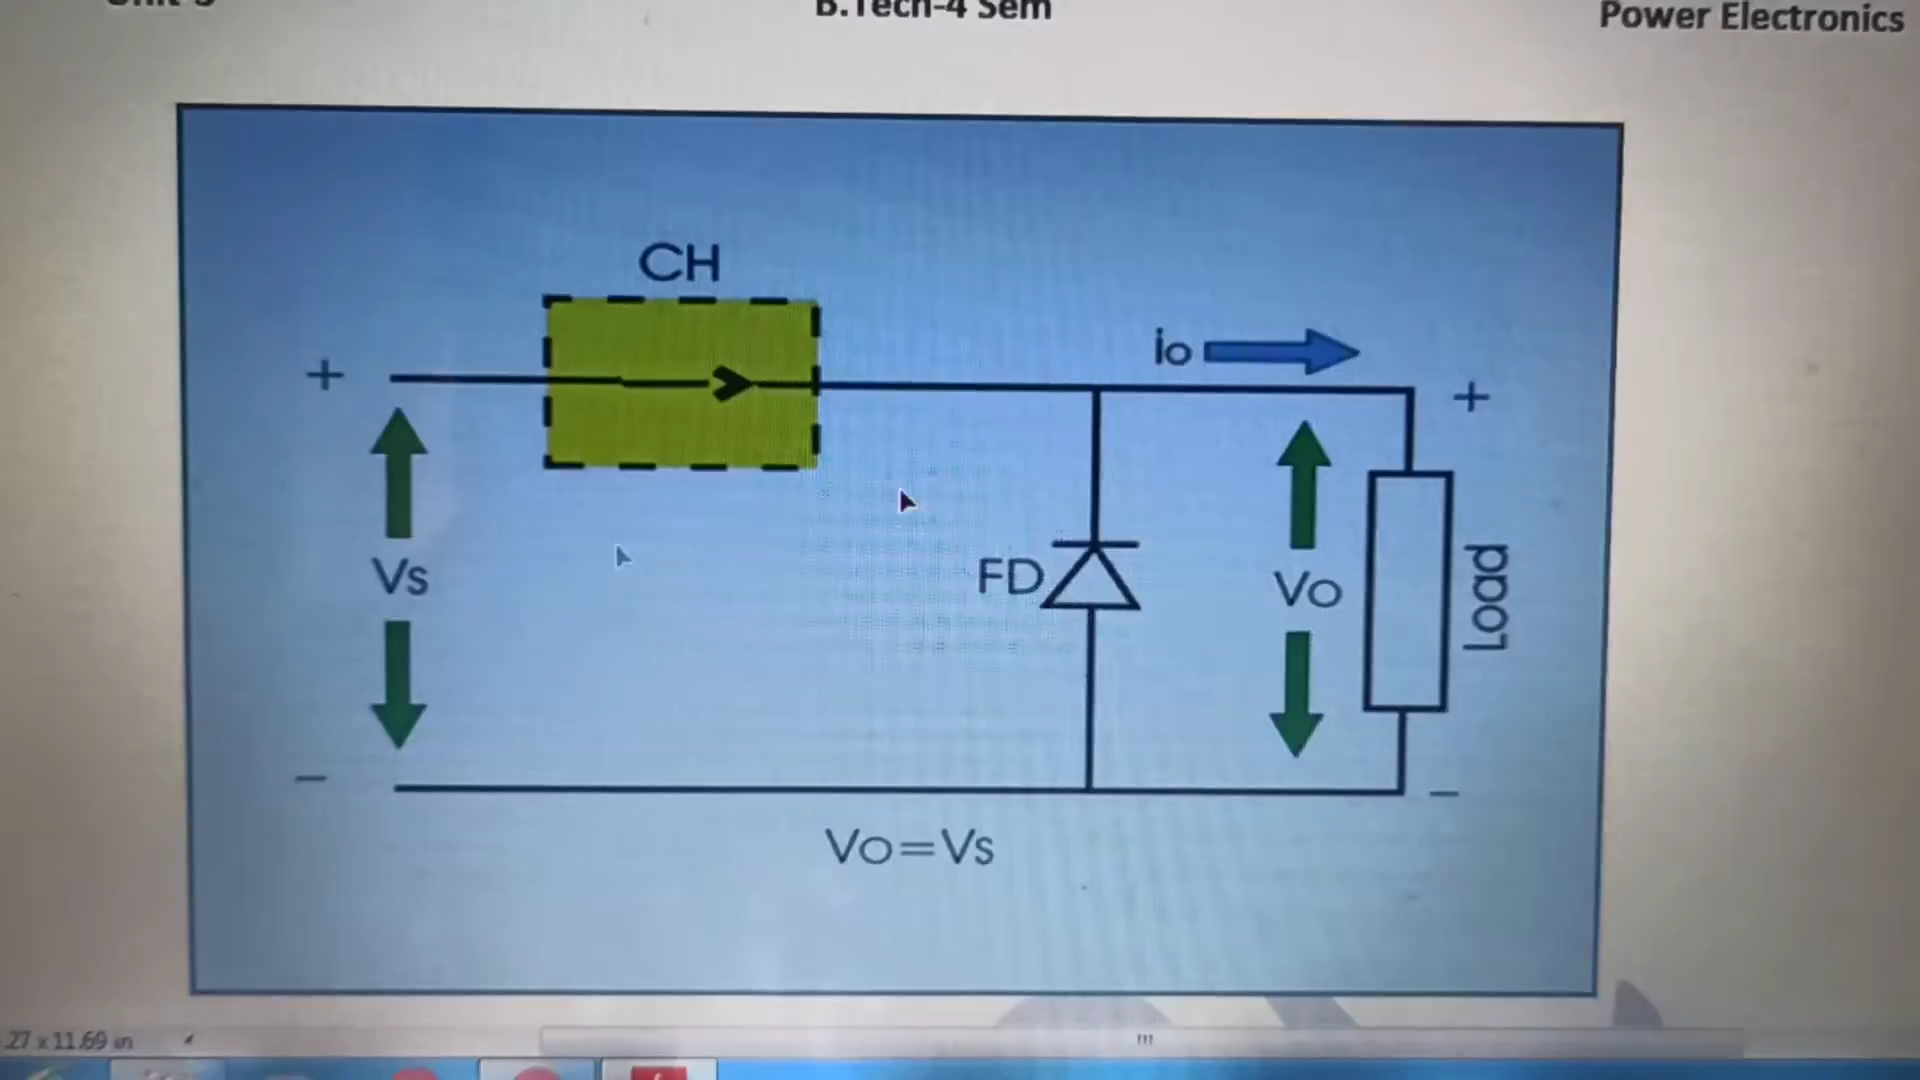 B.Tech-4 Sem
Power Electronics
CH
io
+
+
Vs
FD
Vo
Load
−
−
Vo=Vs
27 x 11.69 in